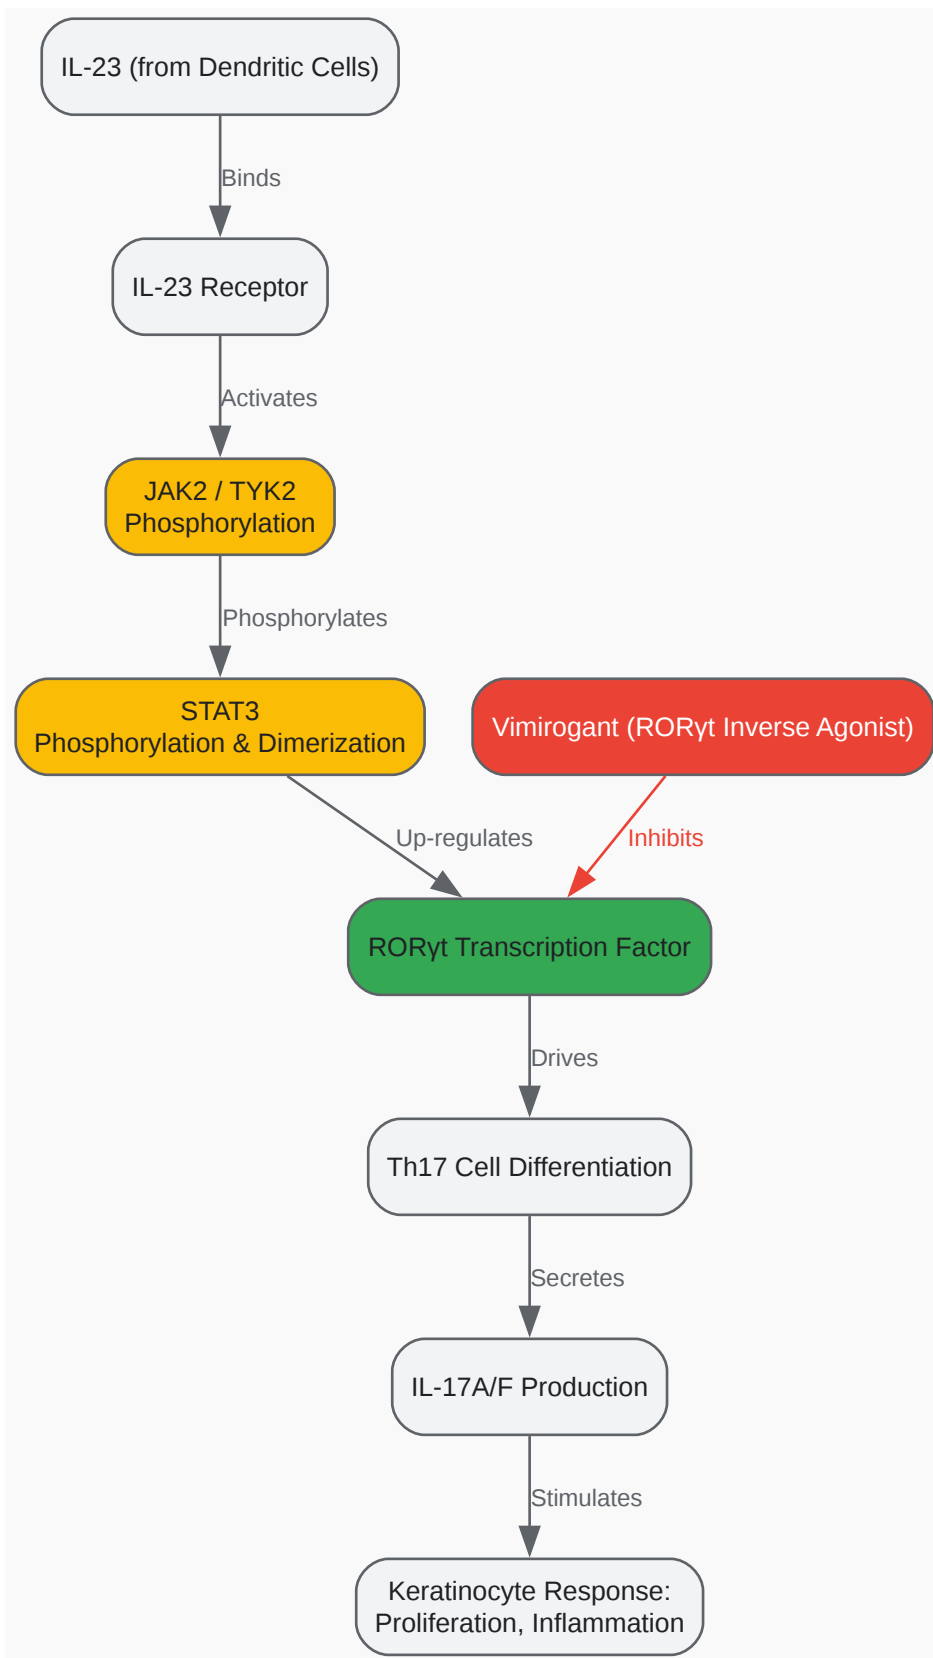 IL-23 (from Dendritic Cells)
Binds
IL-23 Receptor
Activates
JAK2 / TYK2
Phosphorylation
Phosphorylates
STAT3
Phosphorylation & Dimerization
Vimirogant (RORγt Inverse Agonist)
Up-regulates
Inhibits
RORγt Transcription Factor
Drives
Th17 Cell Differentiation
Secretes
IL-17A/F Production
Stimulates
Keratinocyte Response:
Proliferation, Inflammation